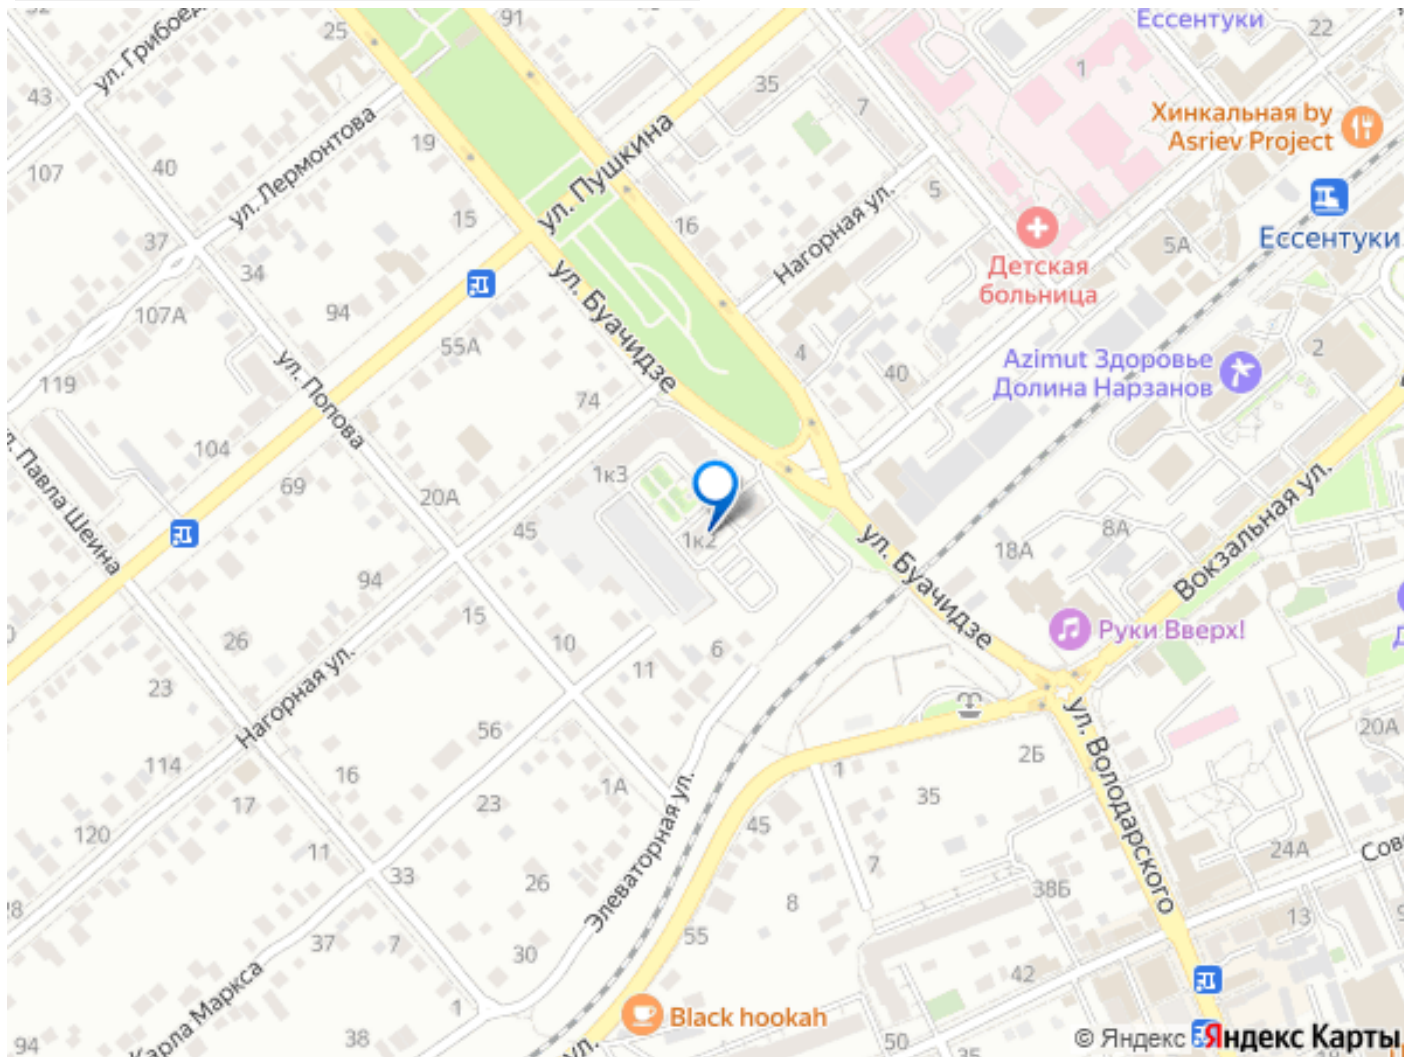 91
Ессентуки
22
25
ул. Грибоед
43
35
1
7
Хинкальная by
Asriev Project
19
ул. Лермонтова
40
107
ул. Пушкина
5
15
16
Нагорная ул.
37
34
5А
Ессентуки
Детская
больница
107А
94
55А
ул. Буачидзе
4
2
40
Azimut Здоровье
Долина Нарзанов
119
ул. Попова
74
104
69
20А
1к3
45
1к2
ул. Павла Шеина
8А
18А
Вокзальная ул.
ул. Буачидзе
94
15
10
26
6
11
Руки Вверх!
23
Нагорная ул.
56
114
16
1А
1
2Б
20А
ул. Володарского
17
23
35
120
45
11
33
7
24А
Сов
26
38Б
8
13
Элеваторная ул.
37
7
30
55
42
Карла Маркса
1
Black hookah
94
38
ул.
50
35
© Яндекс
Яндекс Карты